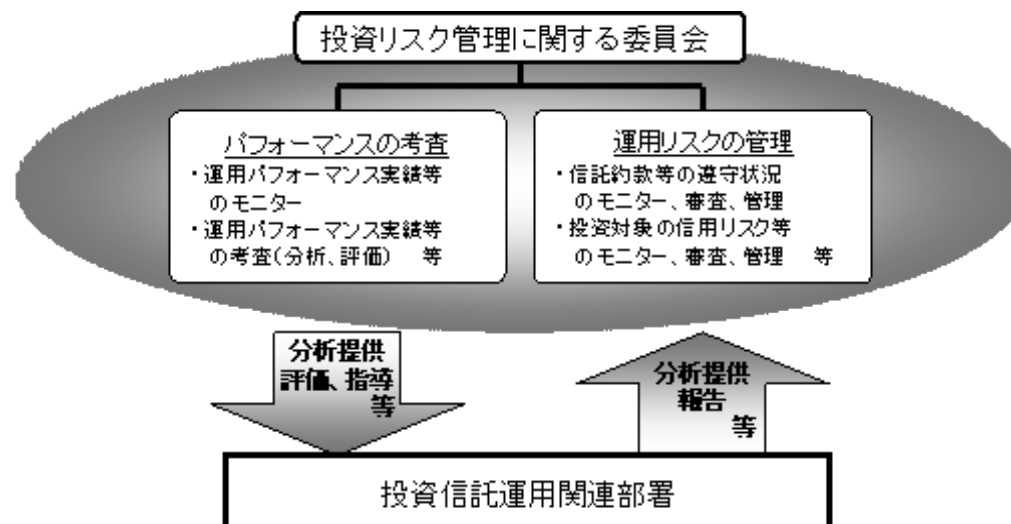 投資リスク管理に関する委員会
パフォーマンスの考査
・運用パフォーマンス実績等
のモニター
・運用パフォーマンス実績等
の考査(分析、評価) 等
運用リスクの管理
・信託約款等の遵守状況
のモニター、審査、管理
・投資対象の信用リスク等
のモニター、審査、管理 等
分析提供
評価、指導
等
分析提供
報告
等
投資信託運用関連部署